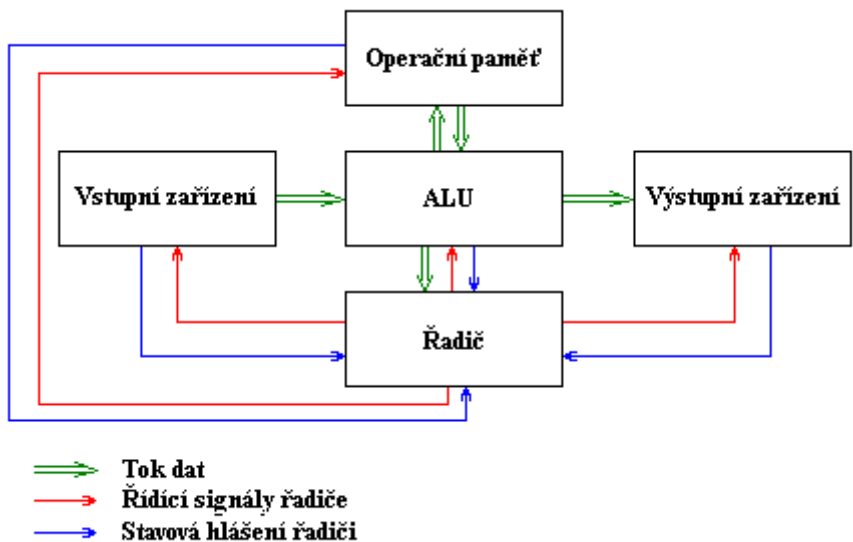 Operační paměť
Vstupní zařízení
ALU
Výstupní zařízení
Řadič
Tok dat
Řídící signály řadiče
Stavová hlášení řadiči